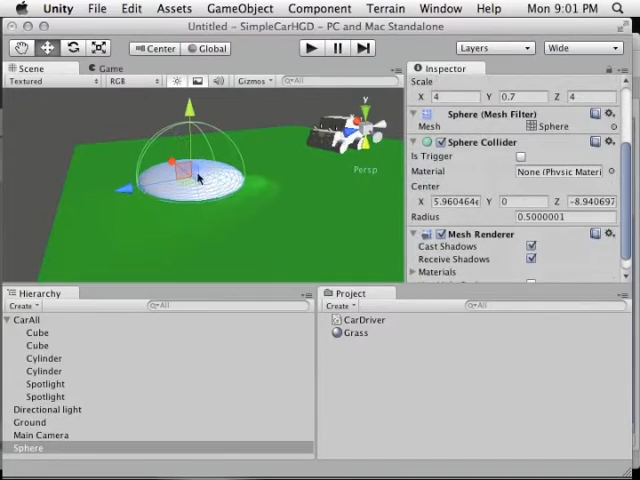 Unity File Edit Assets GameObject Component Terrain Window Help Mon 9:01 PM
Untitled - SimpleCarHGD - PC and Mac Standalone
Center Global Layers Wide
Scene Game Inspector
Textured RGB Gizmos All
Scale
X 4 Y 0.7 Z 4
Sphere (Mesh Filter)
Mesh Sphere
Sphere Collider
Is Trigger
Material None (Physic Materi
Center
X 5.960464e Y 0 Z -8.940697
Radius 0.5000001
Mesh Renderer
Cast Shadows
Receive Shadows
Materials
y
Persp
Hierarchy
Create All
CarAll
Cube
Cube
Cylinder
Cylinder
Spotlight
Spotlight
Directional light
Ground
Main Camera
Sphere
Project
Create All
CarDriver
Grass